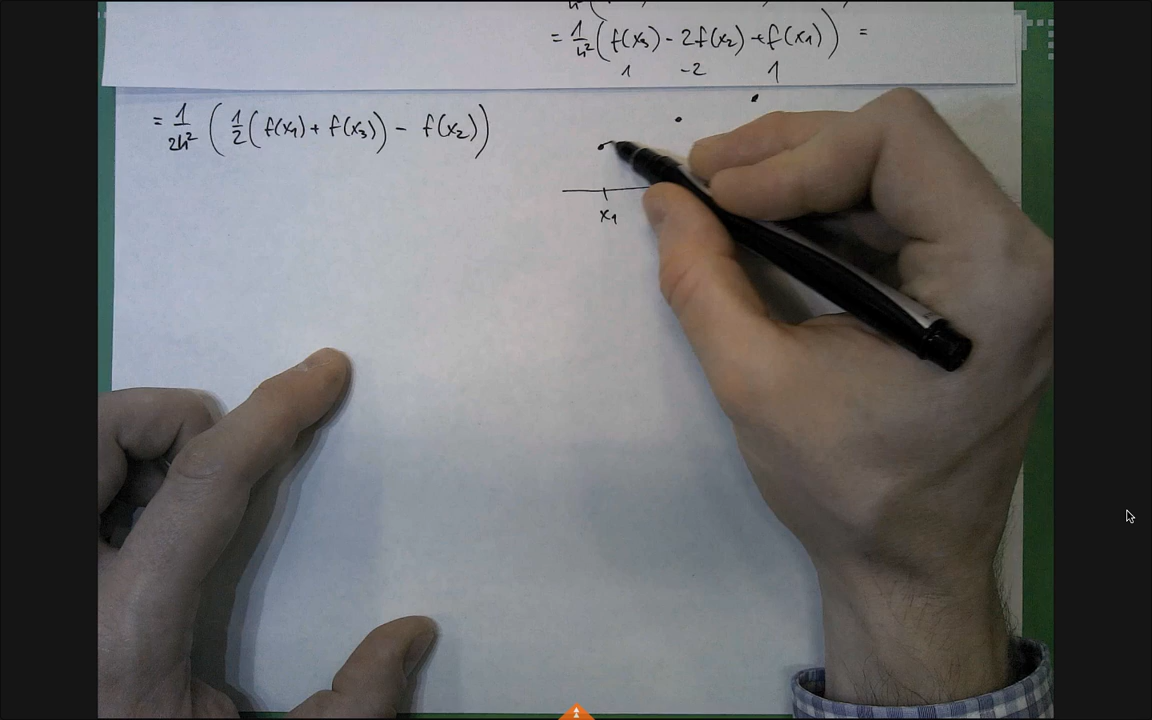 = 1/h² ( f(x₃) - 2f(x₂) + f(x₁) ) =
1 -2 1
= 1/2h² ( 1/2 ( f(x₁) + f(x₃) ) - f(x₂) )
x₁